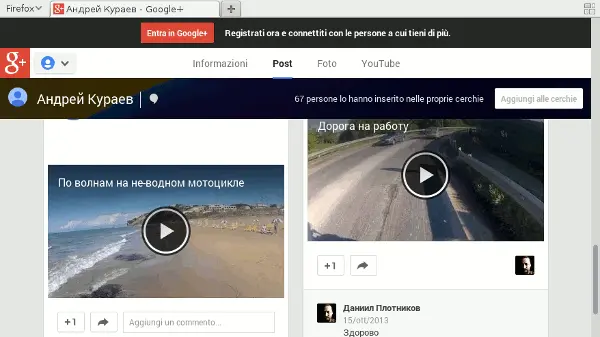 Firefox
Андрей Кураев - Google+
Entra in Google+
Registrati ora e connettiti con le persone a cui tieni di più.
g+
Informazioni
Post
Foto
YouTube
Андрей Кураев
67 persone lo hanno inserito nelle proprie cerchie
Aggiungi alle cerchie
По волнам на не-водном мотоцикле
+1
Aggiungi un commento...
Дорога на работу
+1
Даниил Плотников
15/ott/2013
Здорово